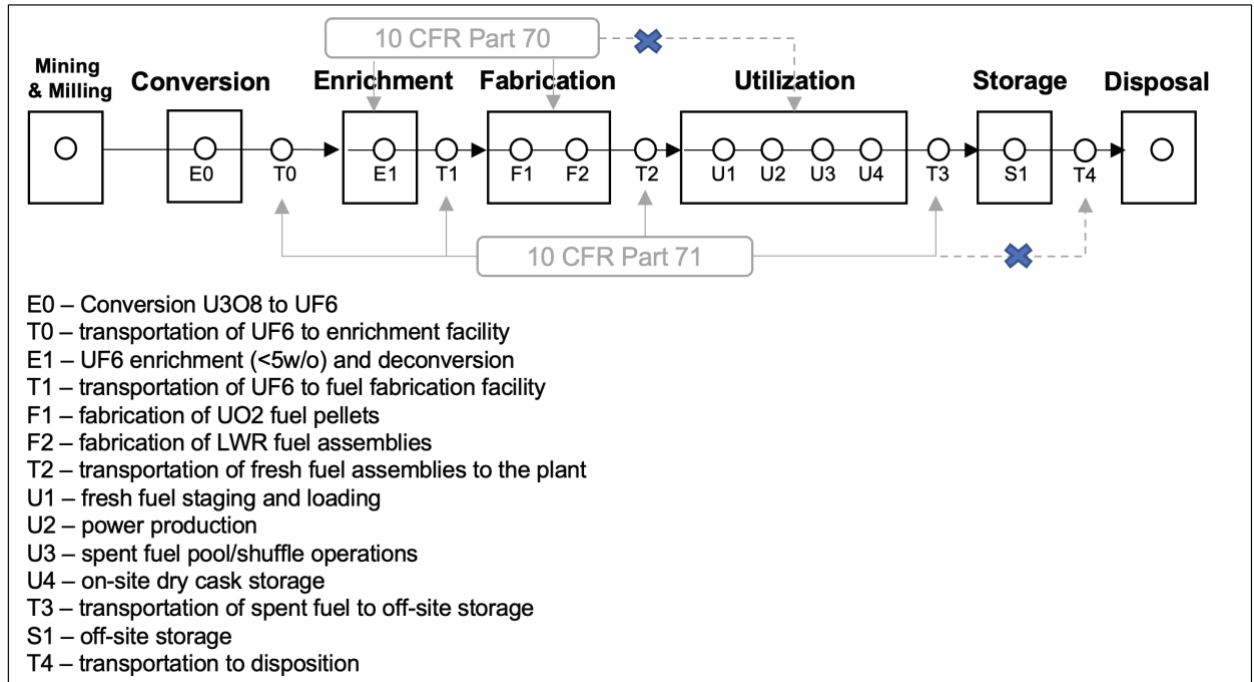 10 CFR Part 70
Mining
& Milling
Conversion
Enrichment
Fabrication
Utilization
Storage
Disposal
E0
T0
E1
T1
F1
F2
T2
U1
U2
U3
U4
T3
S1
T4
10 CFR Part 71
E0 – Conversion U3O8 to UF6
T0 – transportation of UF6 to enrichment facility
E1 – UF6 enrichment (<5w/o) and deconversion
T1 – transportation of UF6 to fuel fabrication facility
F1 – fabrication of UO2 fuel pellets
F2 – fabrication of LWR fuel assemblies
T2 – transportation of fresh fuel assemblies to the plant
U1 – fresh fuel staging and loading
U2 – power production
U3 – spent fuel pool/shuffle operations
U4 – on-site dry cask storage
T3 – transportation of spent fuel to off-site storage
S1 – off-site storage
T4 – transportation to disposition